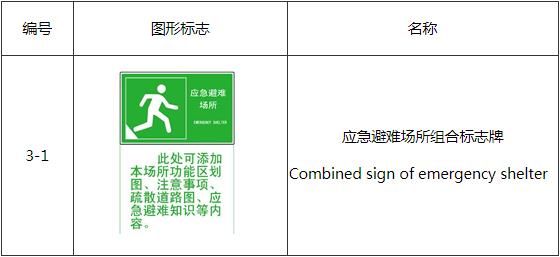 编号
图形标志
名称
3-1
应急避难
场所
EMERGENCY SHELTER
此处可添加
本场所功能区划
图、注意事项、
疏散道路图、应
急避难知识等内
容。
应急避难场所组合标志牌
Combined sign of emergency shelter